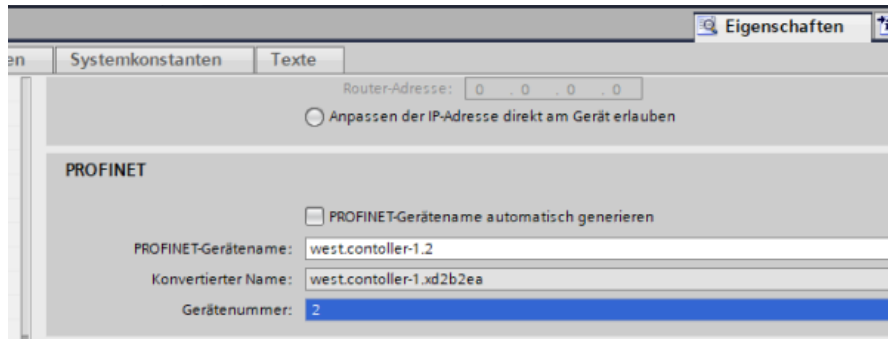 Eigenschaften
en Systemkonstanten Texte
Router-Adresse: 0 . 0 . 0 . 0
Anpassen der IP-Adresse direkt am Gerät erlauben
PROFINET
PROFINET-Gerätename automatisch generieren
PROFINET-Gerätename: west.contoller-1.2
Konvertierter Name: west.contoller-1.xd2b2ea
Gerätenummer: 2